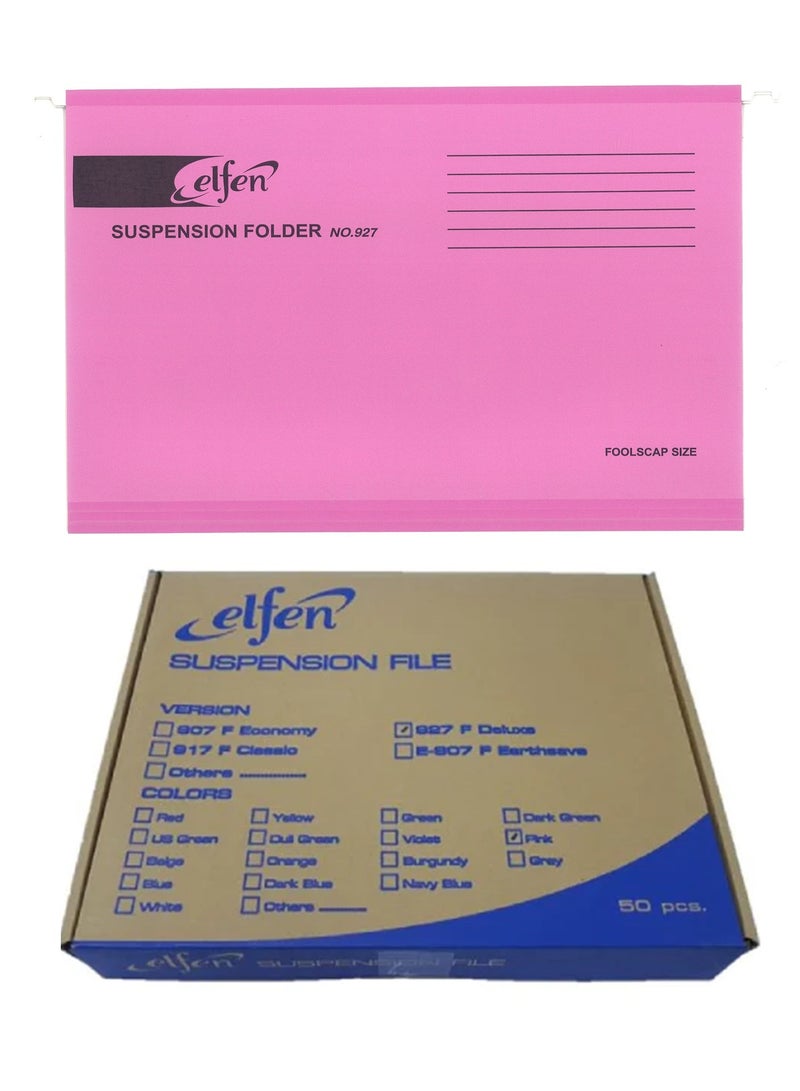 elfen
SUSPENSION FOLDER NO.927
FOOLSCAP SIZE
elfen
SUSPENSION FILE
VERSION
907 F Economy
927 F Deluxe
917 F Classic
E-907 F Earthsave
Others ................
COLORS
Red
Yellow
Green
Dark Green
US Green
Dull Green
Violet
Pink
Beige
Orange
Burgundy
Grey
Blue
Dark Blue
Navy Blue
White
Others
50 pcs.
elfen SUSPENSION FILE